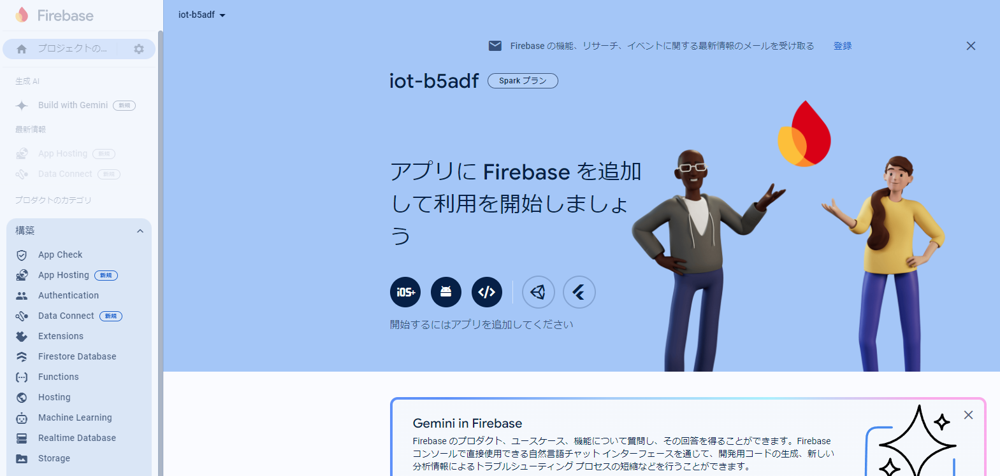 Firebase
プロジェクトの...
生成 AI
Build with Gemini 新規
最新情報
App Hosting 新規
Data Connect 新規
プロダクトのカテゴリ
構築
App Check
App Hosting 新規
Authentication
Data Connect 新規
Extensions
Firestore Database
Functions
Hosting
Machine Learning
Realtime Database
Storage
iot-b5adf
Firebase の機能、リサーチ、イベントに関する最新情報のメールを受け取る 登録
iot-b5adf Spark プラン
アプリに Firebase を追加
して利用を開始しましょ
う
iOS+
開始するにはアプリを追加してください
Gemini in Firebase
Firebase のプロダクト、ユースケース、機能について質問し、その回答を得ることができます。Firebase
コンソールで直接使用できる自然言語チャット インターフェースを通じて、開発用コードの生成、新しい
分析情報によるトラブルシューティング プロセスの短縮などを行うことができます。